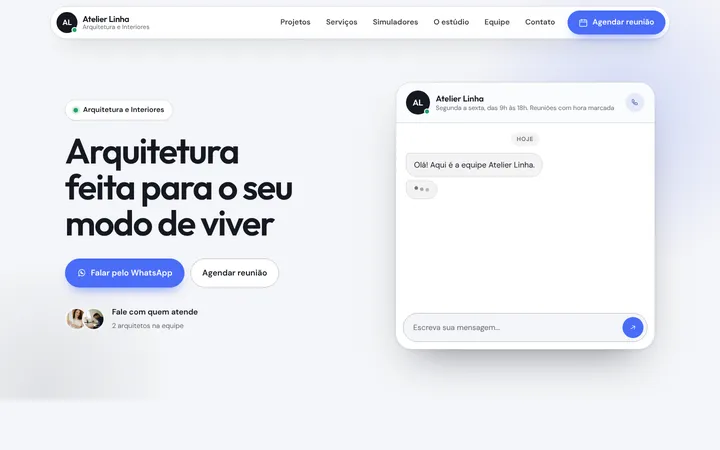 AL
Atelier Linha
Arquitetura e Interiores
Projetos
Serviços
Simuladores
O estúdio
Equipe
Contato
Agendar reunião
Arquitetura e Interiores
Arquitetura
feita para o seu
modo de viver
Falar pelo WhatsApp
Agendar reunião
Fale com quem atende
2 arquitetos na equipe
AL
Atelier Linha
Segunda a sexta, das 9h às 18h. Reuniões com hora marcada
HOJE
Olá! Aqui é a equipe Atelier Linha.
Escreva sua mensagem...